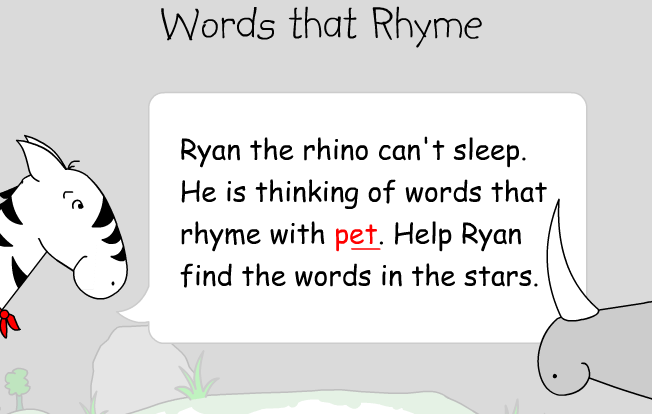 Words that Rhyme
Ryan the rhino can't sleep.
He is thinking of words that
rhyme with pet. Help Ryan
find the words in the stars.